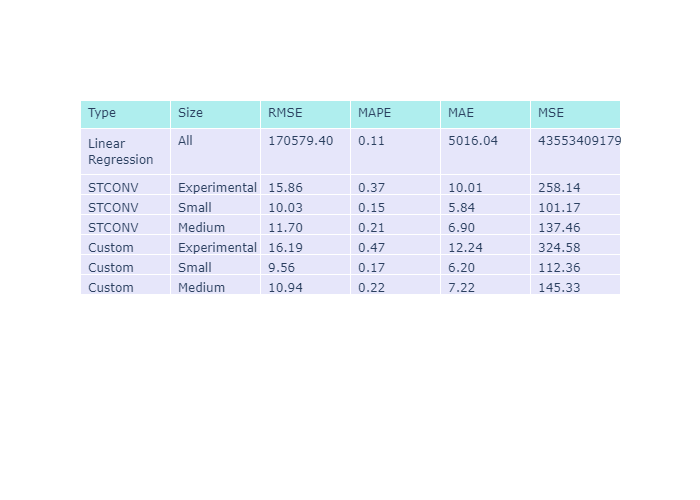 Type Size RMSE MAPE MAE MSE
Linear Regression All 170579.40 0.11 5016.04 43553409179
STCONV Experimental 15.86 0.37 10.01 258.14
STCONV Small 10.03 0.15 5.84 101.17
STCONV Medium 11.70 0.21 6.90 137.46
Custom Experimental 16.19 0.47 12.24 324.58
Custom Small 9.56 0.17 6.20 112.36
Custom Medium 10.94 0.22 7.22 145.33